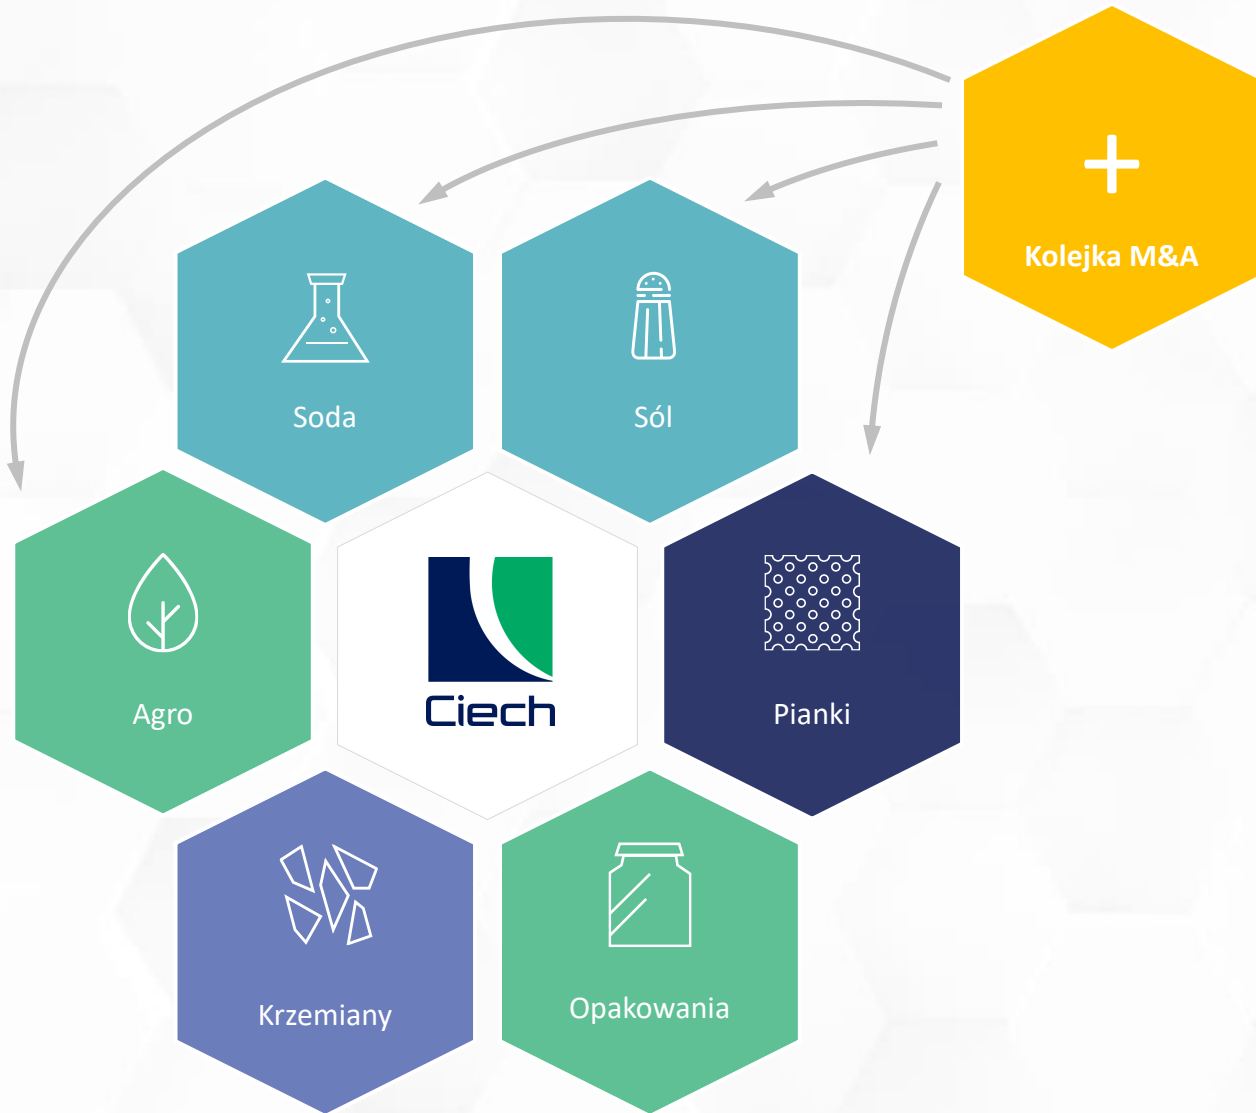 +
Kolejka M&A
Soda
Sól
Agro
Ciech
Pianki
Krzemiany
Opakowania